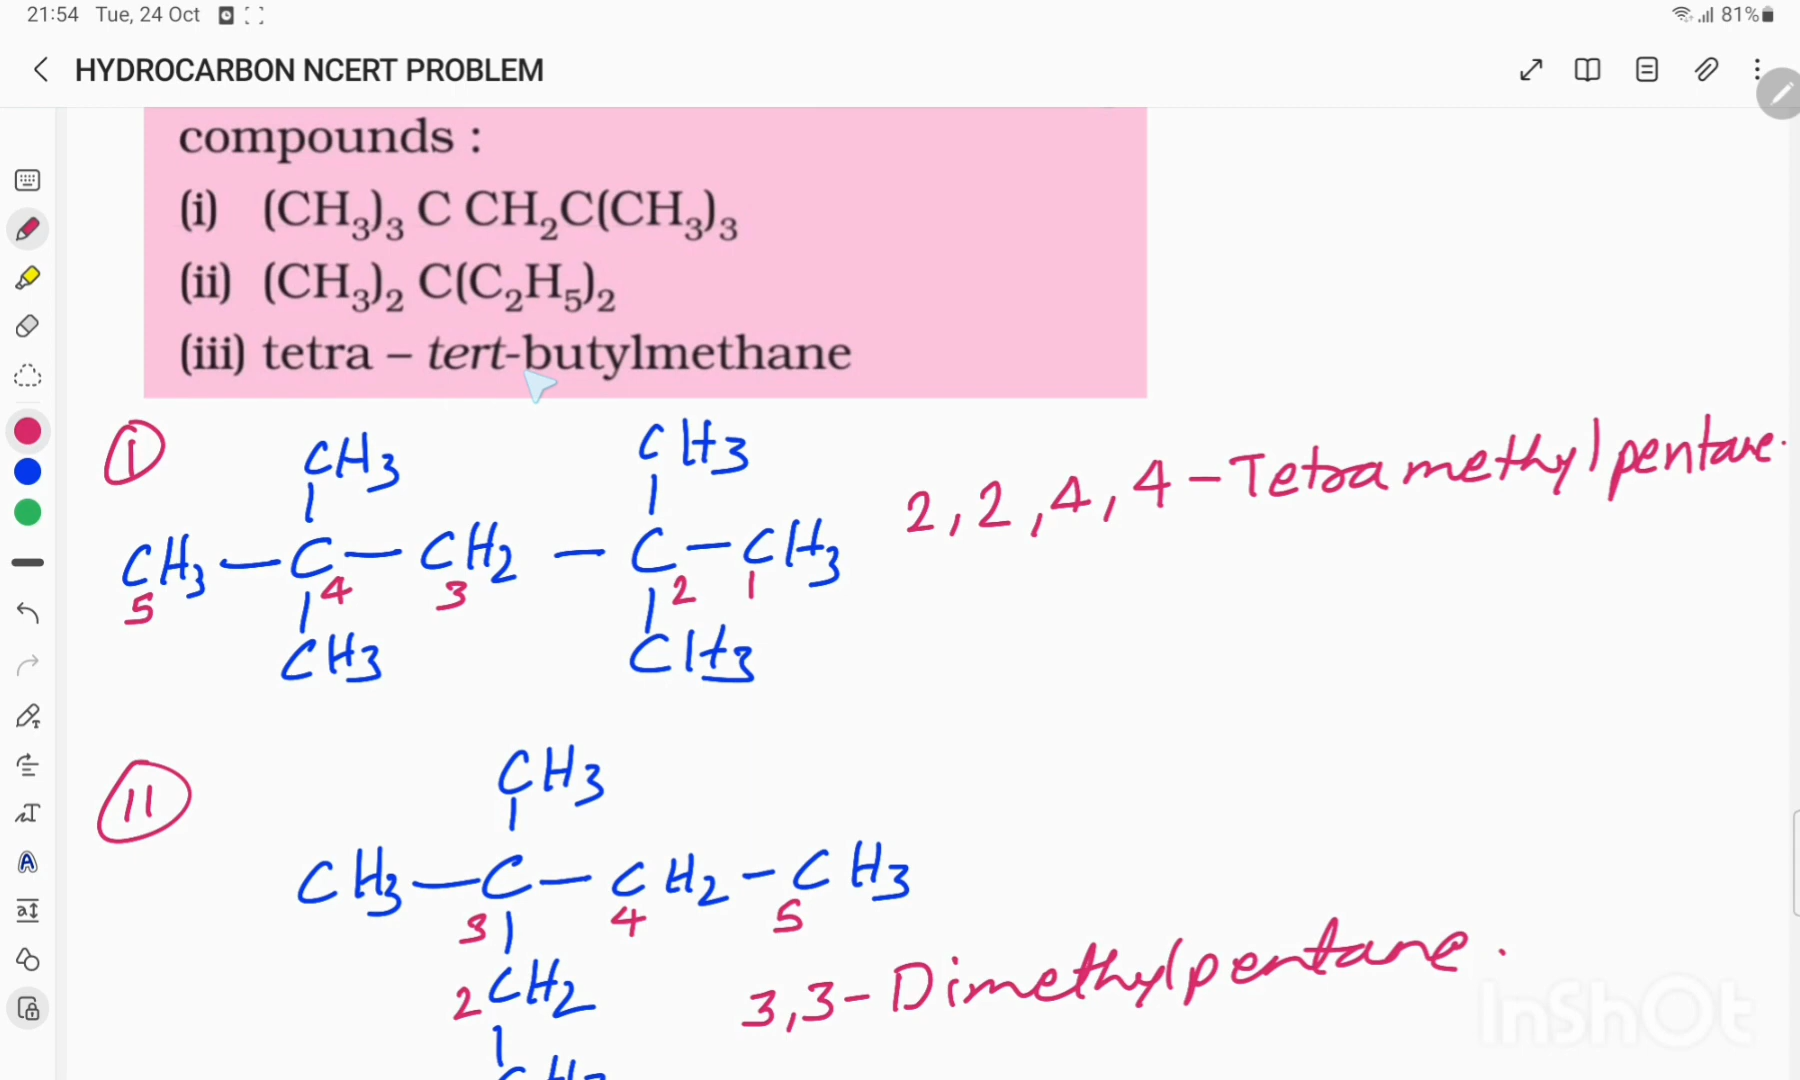 21:54 Tue, 24 Oct 81%
HYDROCARBON NCERT PROBLEM
compounds :
(i) (CH₃)₃ C CH₂C(CH₃)₃
(ii) (CH₃)₂ C(C₂H₅)₂
(iii) tetra – tert-butylmethane
I
CH3 CH3
2,2,4,4-Tetramethylpentane.
CH3—C—CH2—C—CH3
5 4 3 2 1
CH3 CH3
II
CH3
CH3—C—CH2-CH3
3 4 5
2 CH2
3,3-Dimethylpentane.
InShOt